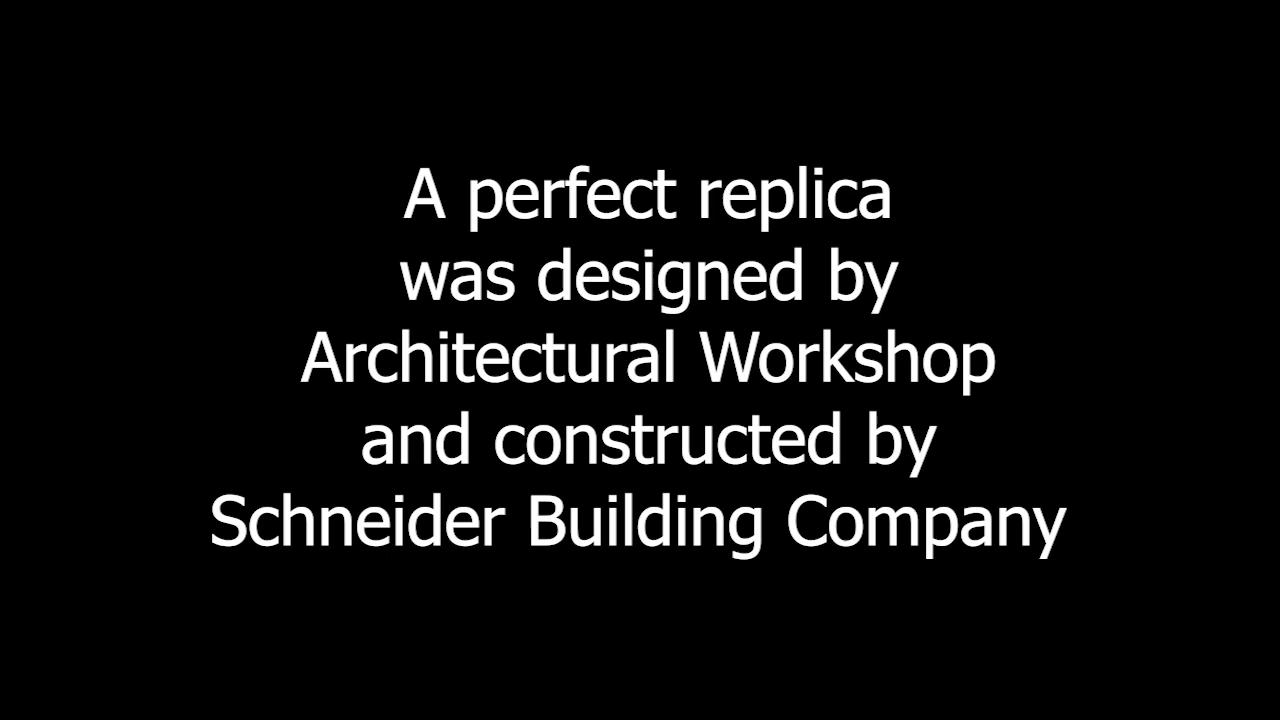 A perfect replica
was designed by
Architectural Workshop
and constructed by
Schneider Building Company